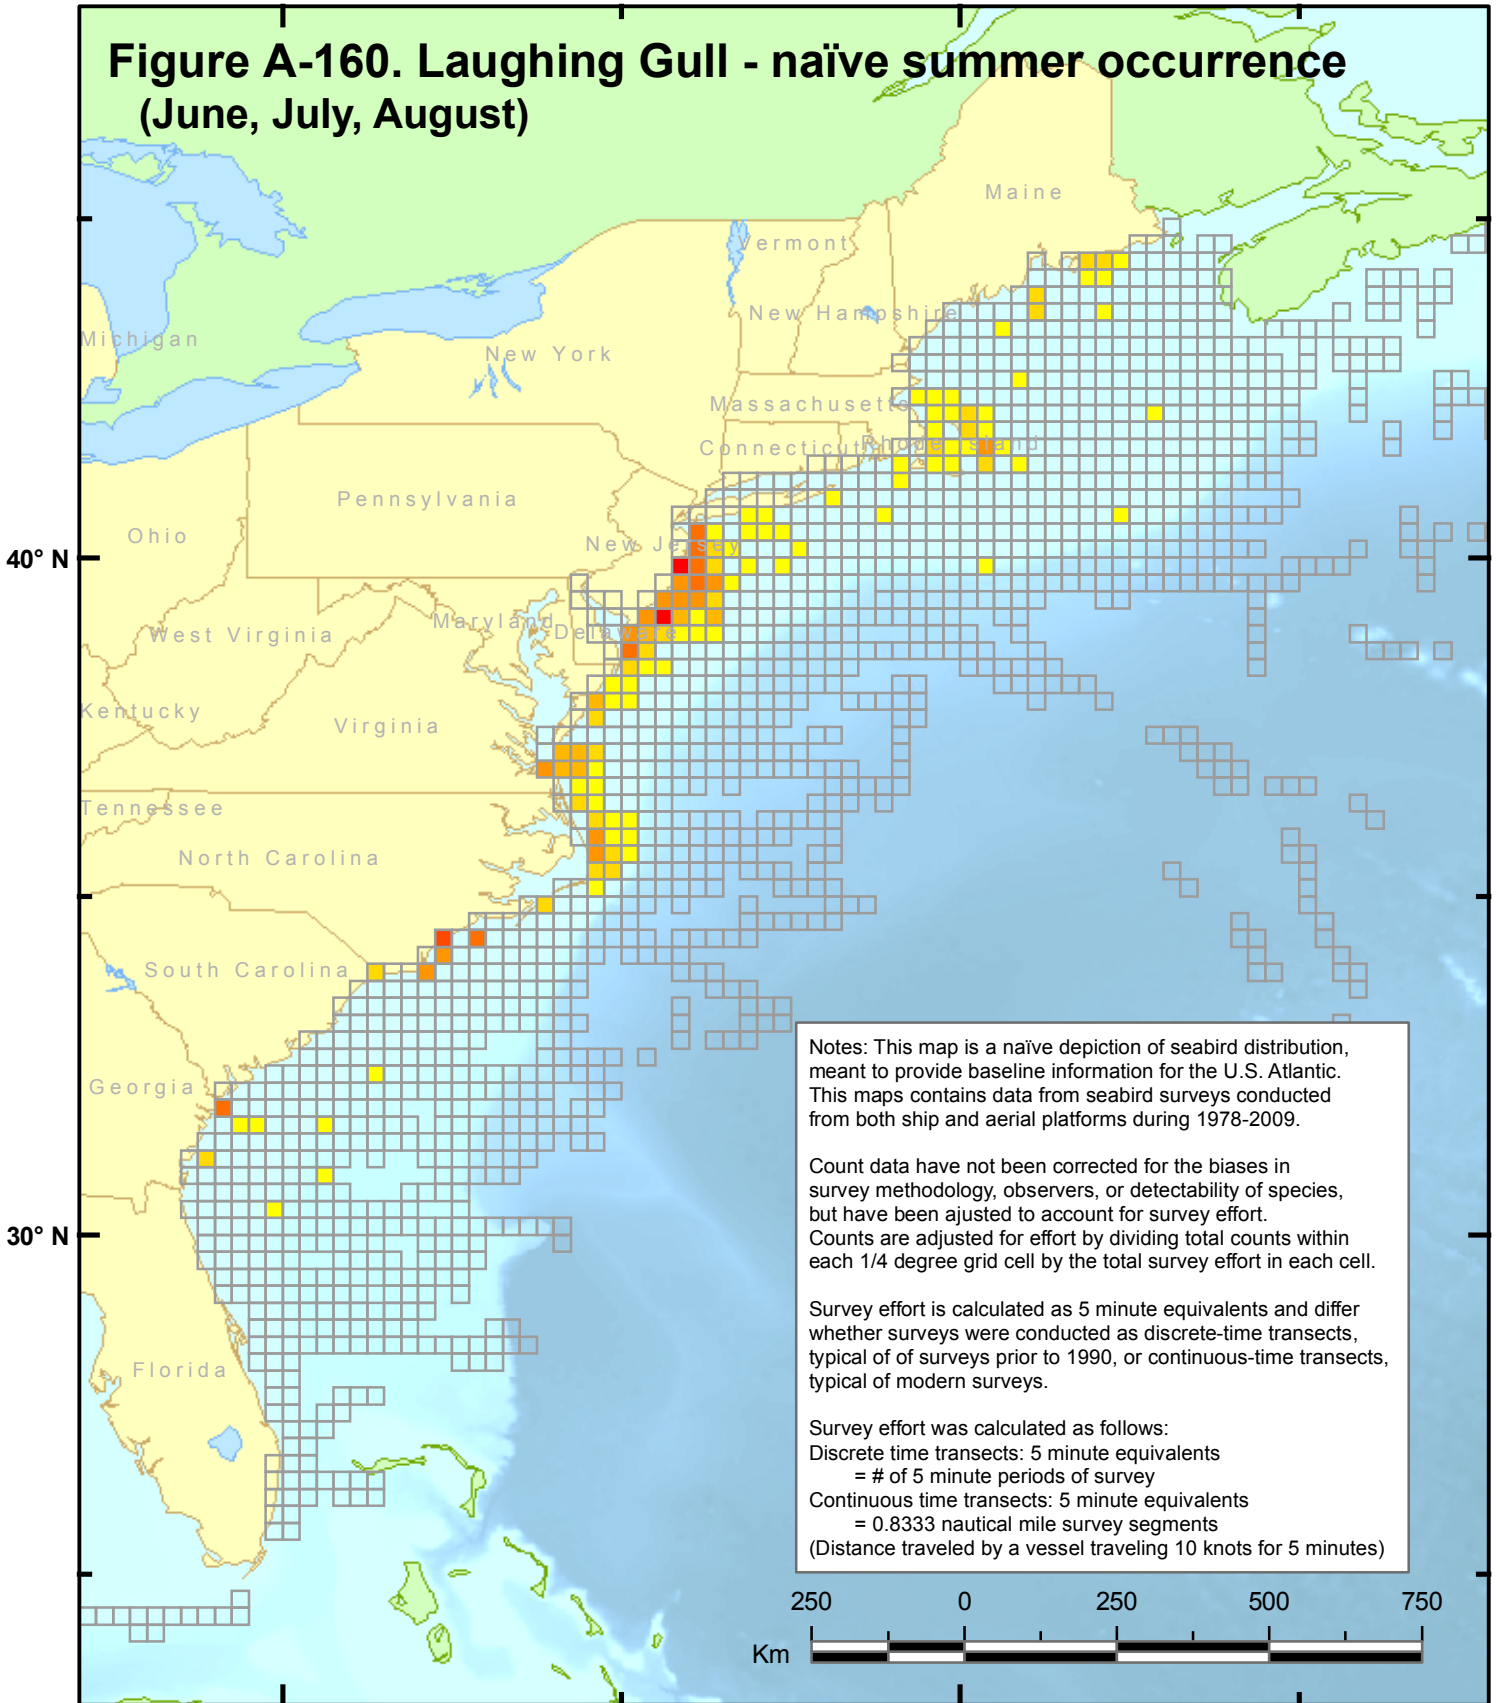 Figure A-160. Laughing Gull - naïve summer occurrence
(June, July, August)
Maine
Vermont
New Hampshire
Michigan
New York
Massachusetts
Connecticut
Rhode Island
Pennsylvania
Ohio
New Jersey
40° N
Maryland
Delaware
West Virginia
Kentucky
Virginia
Tennessee
North Carolina
South Carolina
Georgia
30° N
Florida
Notes: This map is a naïve depiction of seabird distribution,
meant to provide baseline information for the U.S. Atlantic.
This maps contains data from seabird surveys conducted
from both ship and aerial platforms during 1978-2009.
Count data have not been corrected for the biases in
survey methodology, observers, or detectability of species,
but have been ajusted to account for survey effort.
Counts are adjusted for effort by dividing total counts within
each 1/4 degree grid cell by the total survey effort in each cell.
Survey effort is calculated as 5 minute equivalents and differ
whether surveys were conducted as discrete-time transects,
typical of of surveys prior to 1990, or continuous-time transects,
typical of modern surveys.
Survey effort was calculated as follows:
Discrete time transects: 5 minute equivalents
= # of 5 minute periods of survey
Continuous time transects: 5 minute equivalents
= 0.8333 nautical mile survey segments
(Distance traveled by a vessel traveling 10 knots for 5 minutes)
250 0 250 500 750
Km